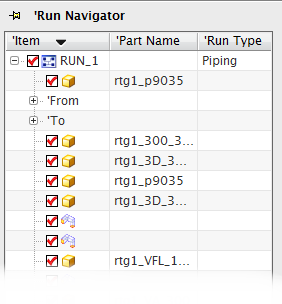 'Run Navigator
'Item 'Part Name 'Run Type
RUN_1 Piping
rtg1_p9035
'From
'To
rtg1_300_3...
rtg1_3D_3...
rtg1_p9035
rtg1_3D_3...
rtg1_VFL_1...